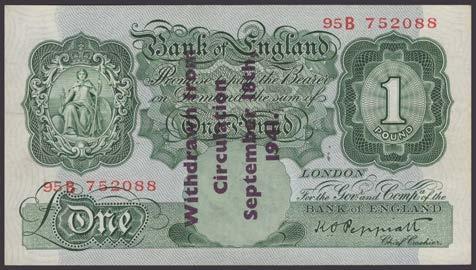 95B 752088
Bank of England
Promise to pay the Bearer
on Demand the sum of
One Pound
1
POUND
LONDON
For the Govr. and Compa. of the
BANK OF ENGLAND
K O Peppiatt
Chief Cashier.
95B 752088
£One
Withdrawn from
Circulation
September 18th
1941.